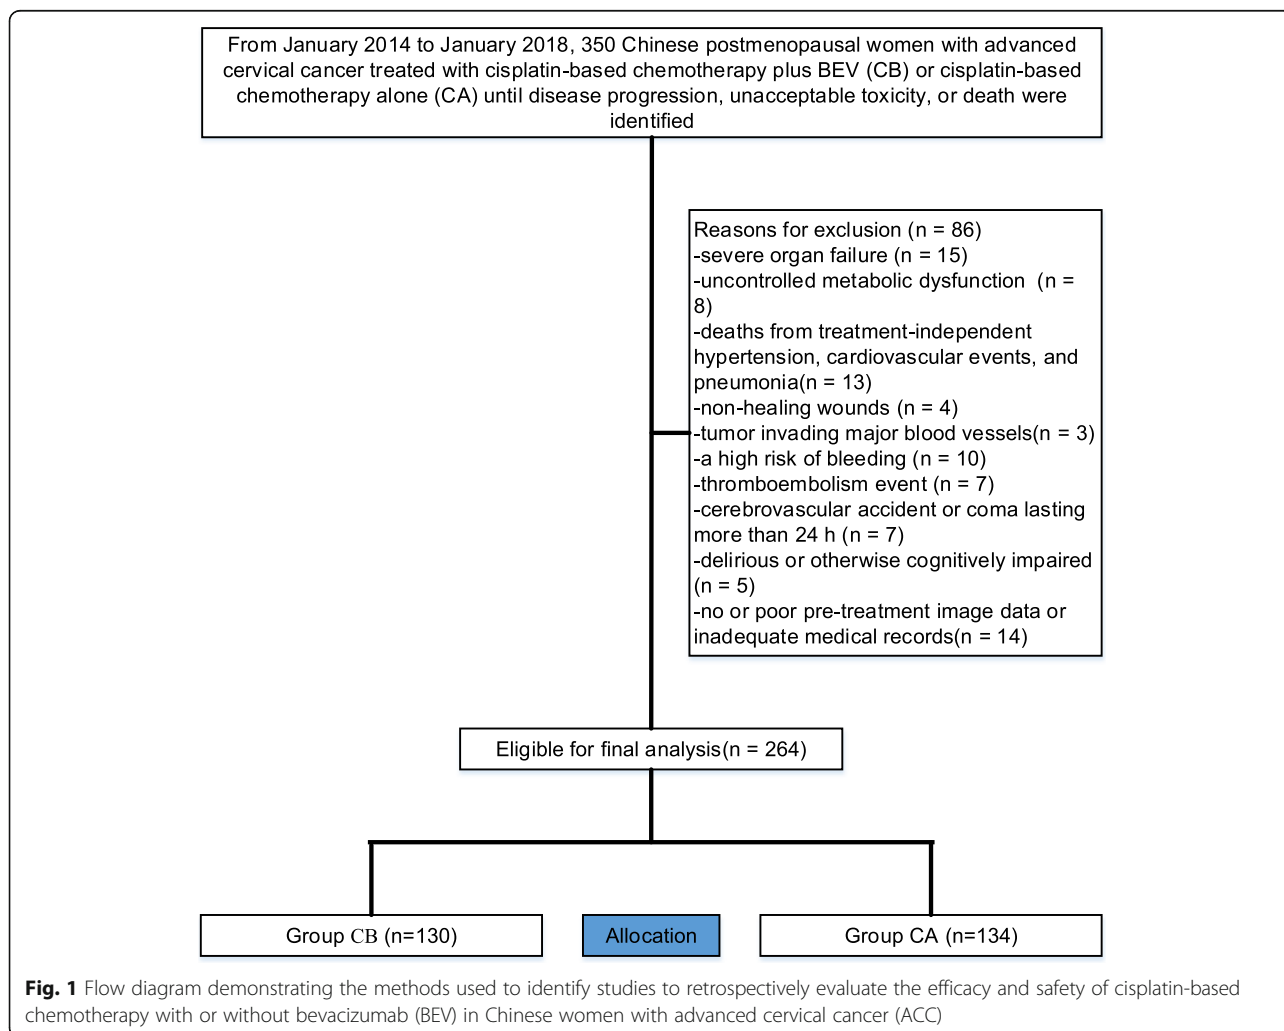 From January 2014 to January 2018, 350 Chinese postmenopausal women with advanced
cervical cancer treated with cisplatin-based chemotherapy plus BEV (CB) or cisplatin-based
chemotherapy alone (CA) until disease progression, unacceptable toxicity, or death were
identified
Reasons for exclusion (n = 86)
-severe organ failure (n = 15)
-uncontrolled metabolic dysfunction (n =
8)
-deaths from treatment-independent
hypertension, cardiovascular events, and
pneumonia(n = 13)
-non-healing wounds (n = 4)
-tumor invading major blood vessels(n = 3)
-a high risk of bleeding (n = 10)
-thromboembolism event (n = 7)
-cerebrovascular accident or coma lasting
more than 24 h (n = 7)
-delirious or otherwise cognitively impaired
(n = 5)
-no or poor pre-treatment image data or
inadequate medical records(n = 14)
Eligible for final analysis(n = 264)
Group CB (n=130)
Allocation
Group CA (n=134)
Fig. 1 Flow diagram demonstrating the methods used to identify studies to retrospectively evaluate the efficacy and safety of cisplatin-based
chemotherapy with or without bevacizumab (BEV) in Chinese women with advanced cervical cancer (ACC)